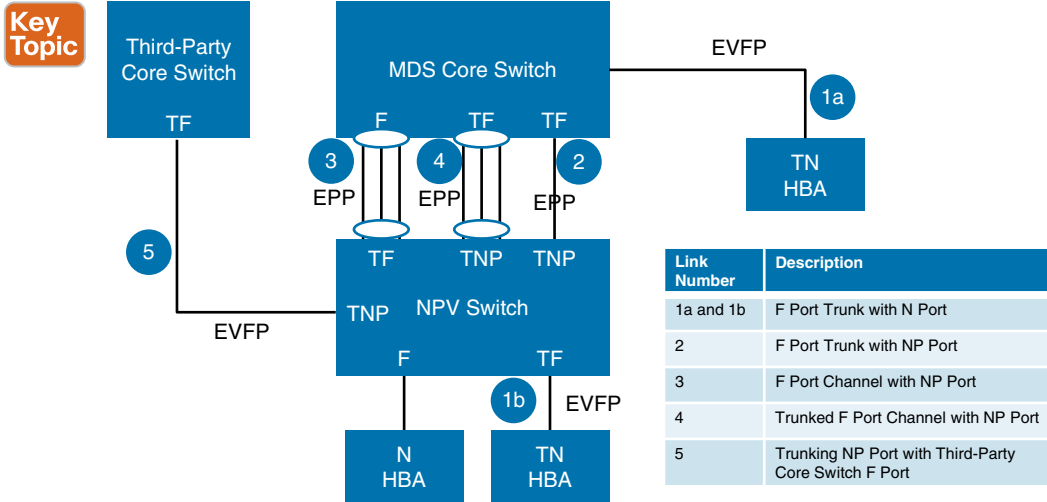 Key
Topic
Third-Party
Core Switch
TF
MDS Core Switch
F
TF
TF
EVFP
1a
TN
HBA
3
4
2
EPP
EPP
EPP
5
TF
TNP
TNP
TNP
NPV Switch
EVFP
F
TF
1b
EVFP
N
HBA
TN
HBA
Link
Number
Description
1a and 1b
F Port Trunk with N Port
2
F Port Trunk with NP Port
3
F Port Channel with NP Port
4
Trunked F Port Channel with NP Port
5
Trunking NP Port with Third-Party
Core Switch F Port